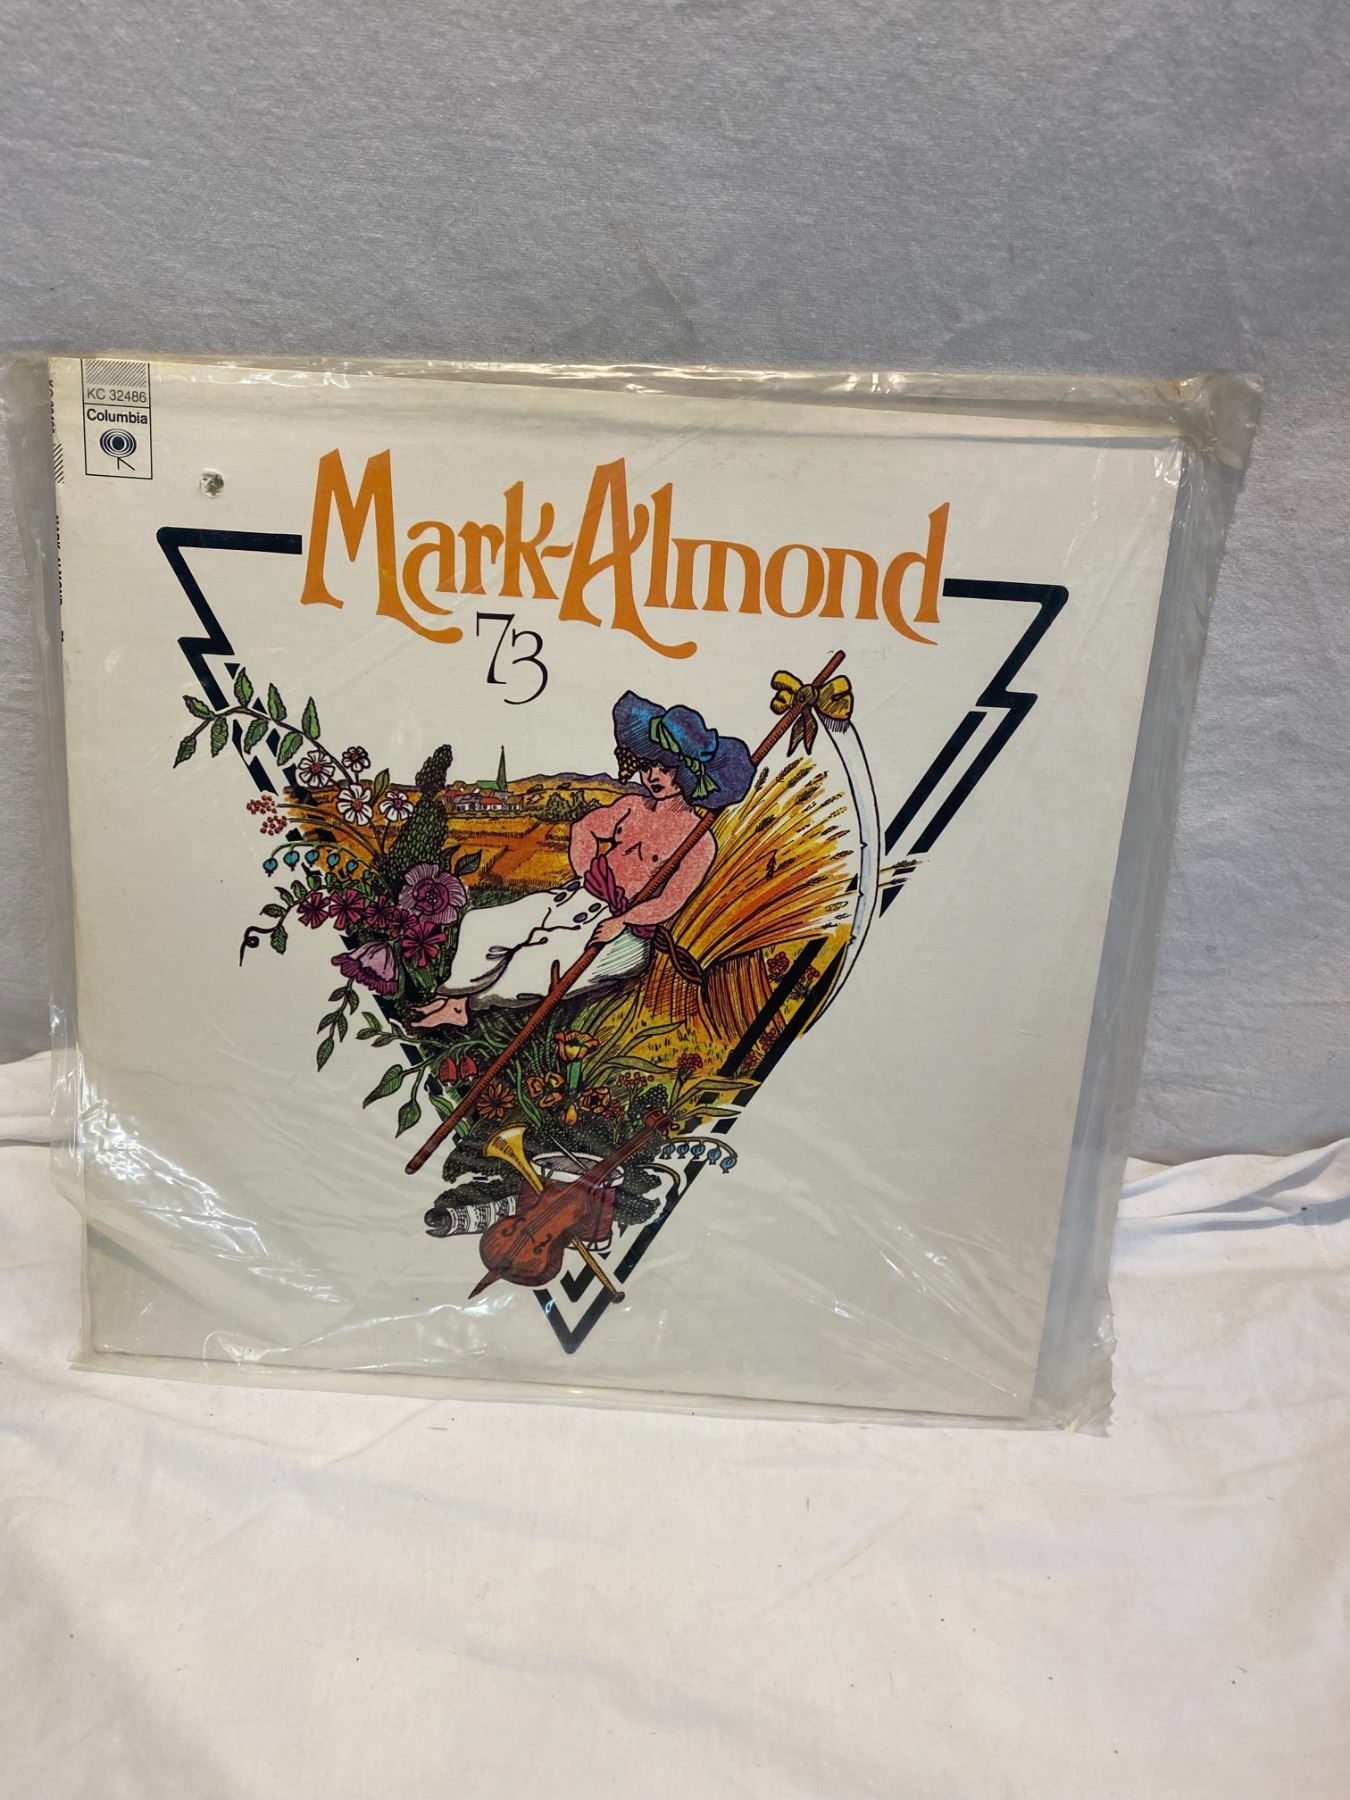 KC 32486
Columbia
Mark-Almond
73